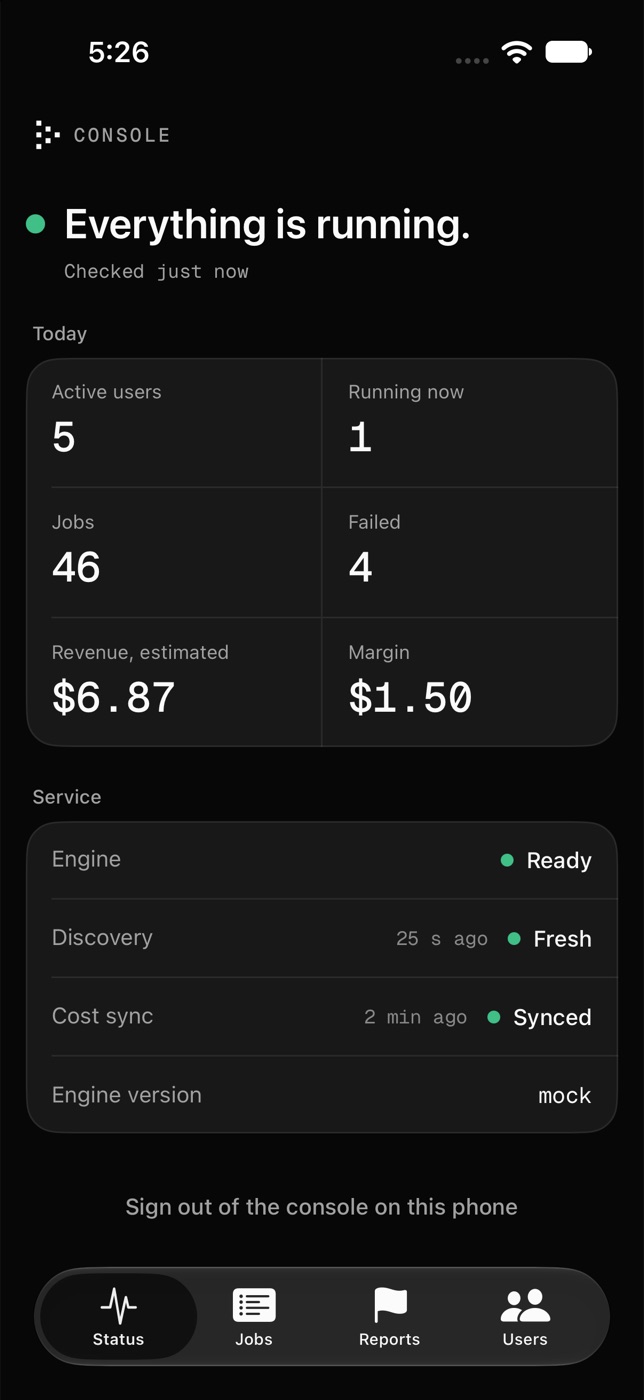 5:26
CONSOLE
Everything is running.
Checked just now
Today
Active users
5
Running now
1
Jobs
46
Failed
4
Revenue, estimated
$6.87
Margin
$1.50
Service
Engine
Ready
Discovery
25 s ago
Fresh
Cost sync
2 min ago
Synced
Engine version
mock
Sign out of the console on this phone
Status
Jobs
Reports
Users